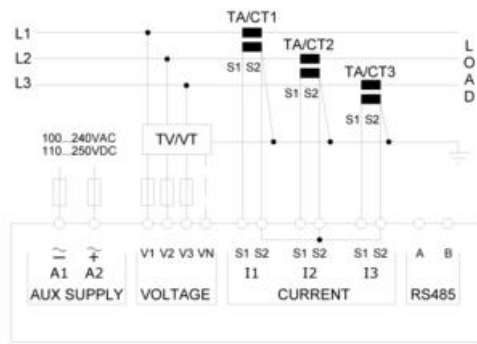 TA/CT1
L1
L2
TA/CT2
S1 S2
L3
TA/CT3
S1 S2
S1 S2
L
O
A
D
100...240VAC
110...250VDC
TV/VT
V1 V2 V3 VN
S1 S2
S1 S2
S1 S2
A B
A1 A2
I1
I2
I3
AUX SUPPLY
VOLTAGE
CURRENT
RS485